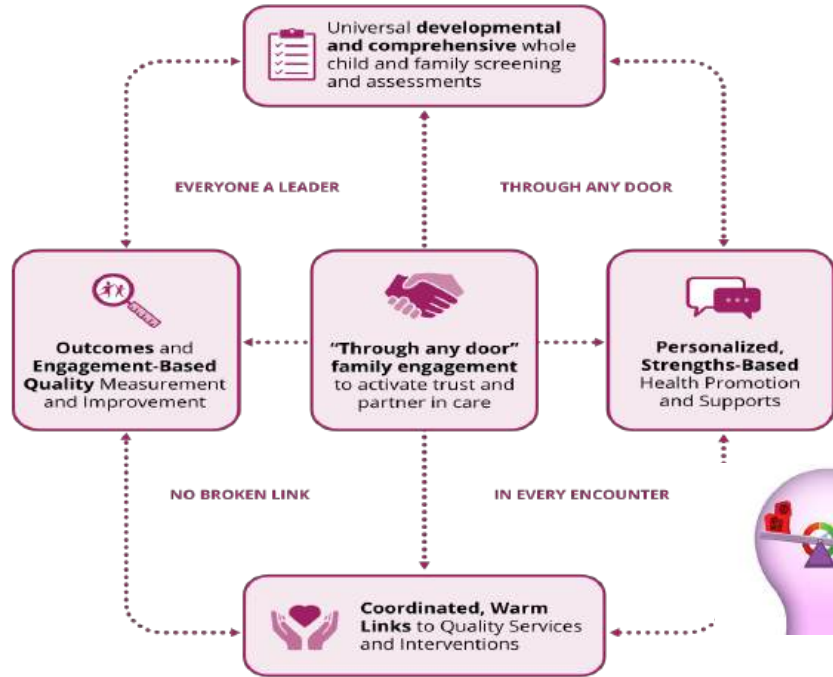 Universal developmental
and comprehensive whole
child and family screening
and assessments
EVERYONE A LEADER
THROUGH ANY DOOR
Outcomes and
Engagement-Based
Quality Measurement
and Improvement
“Through any door”
family engagement
to activate trust and
partner in care
Personalized,
Strengths-Based
Health Promotion
and Supports
NO BROKEN LINK
IN EVERY ENCOUNTER
Coordinated, Warm
Links to Quality Services
and Interventions